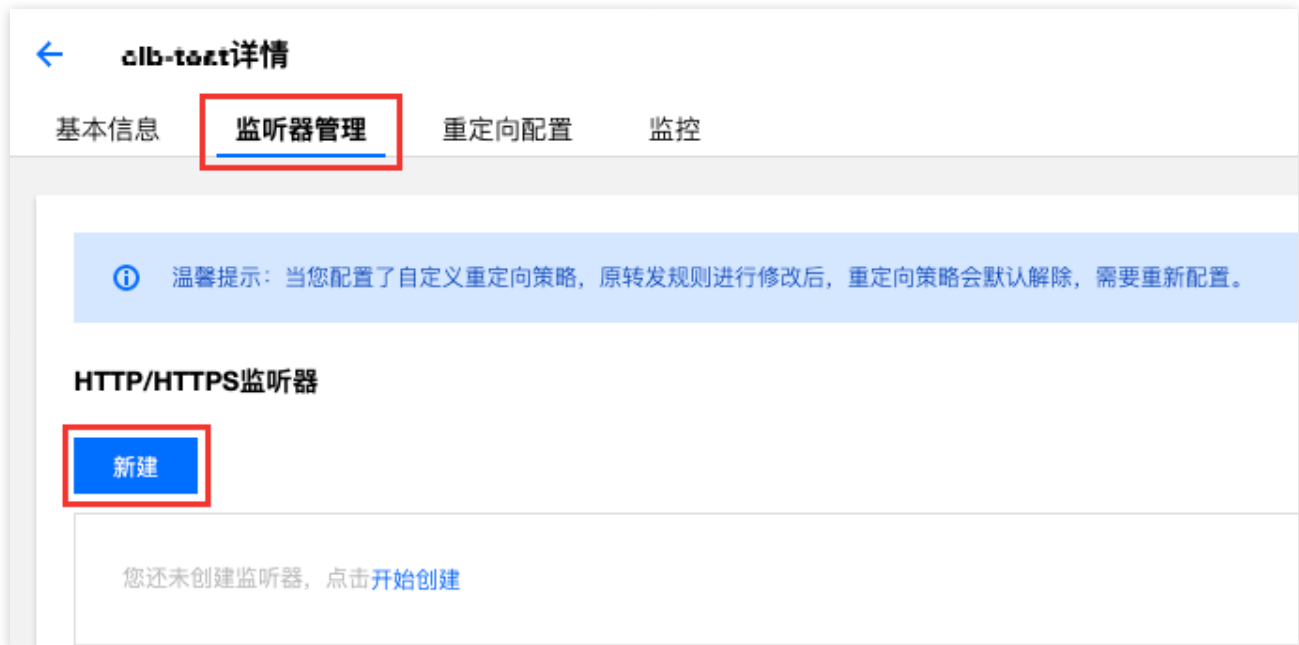 clb-test详情
基本信息 监听器管理 重定向配置 监控
温馨提示：当您配置了自定义重定向策略，原转发规则进行修改后，重定向策略会默认解除，需要重新配置。
HTTP/HTTPS监听器
新建
您还未创建监听器，点击开始创建